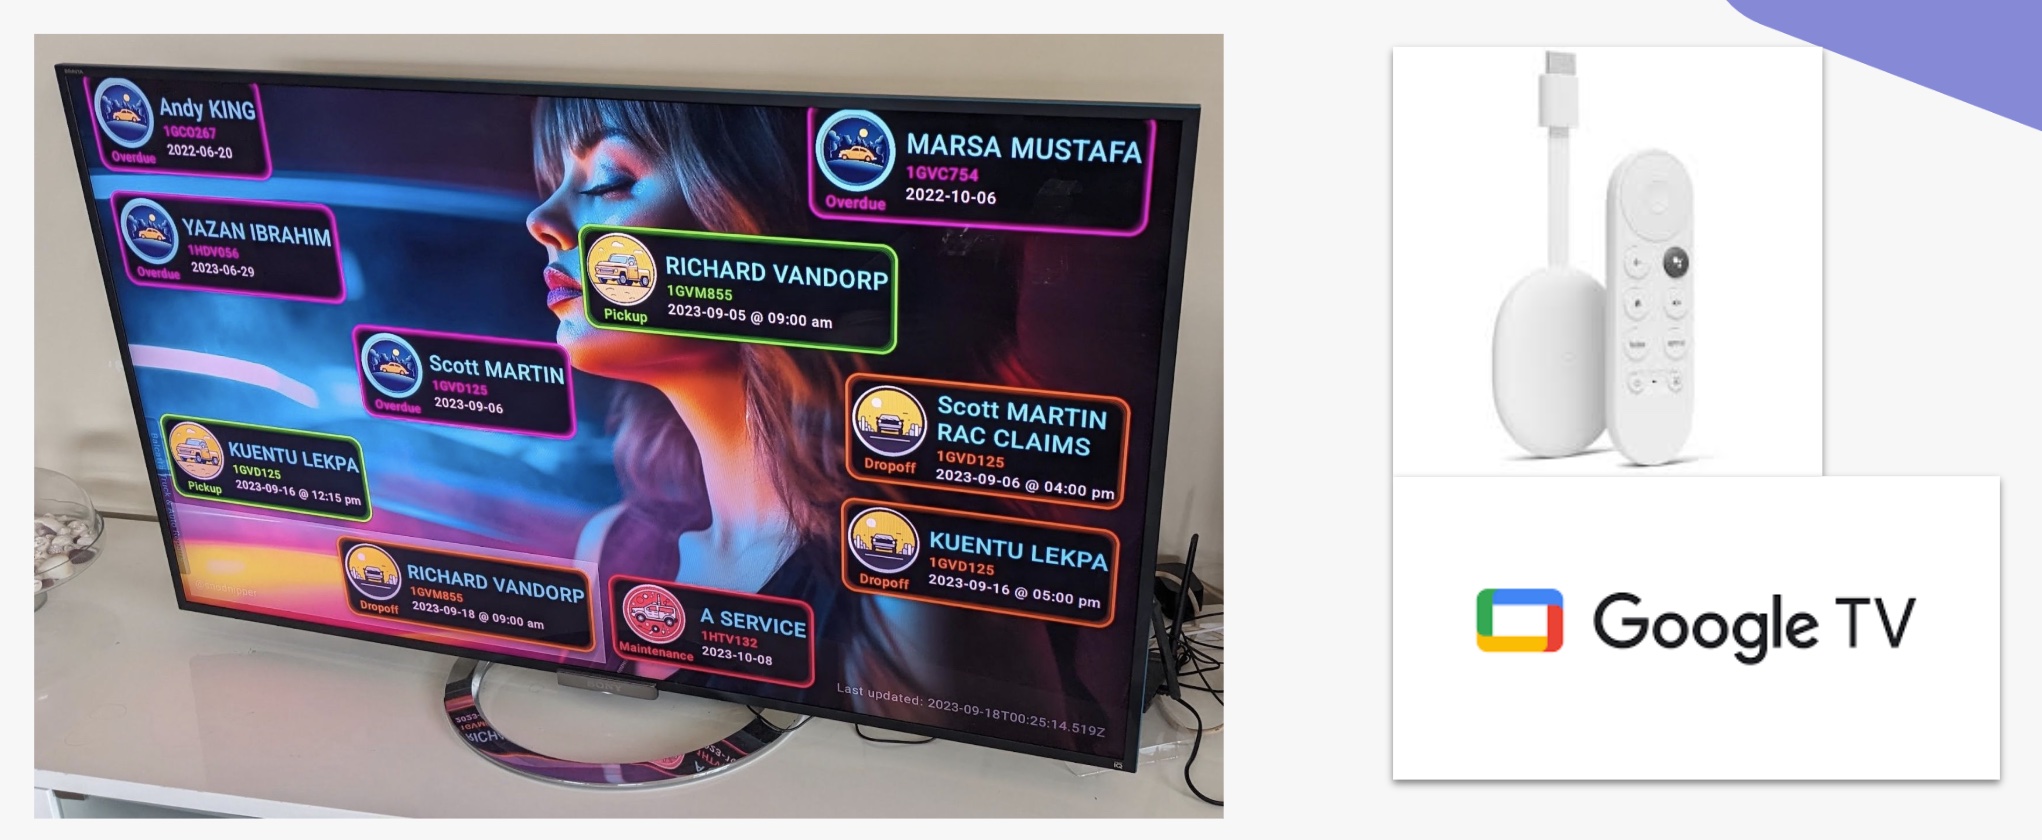 BRAVIA
Andy KING
1GCO267
2022-06-20
Overdue
MARSA MUSTAFA
1GVC754
2022-10-06
Overdue
YAZAN IBRAHIM
1HDV056
2023-06-29
Overdue
RICHARD VANDORP
1GVM855
2023-09-05 @ 09:00 am
Pickup
Scott MARTIN
1GVD125
2023-09-06
Overdue
Scott MARTIN
RAC CLAIMS
1GVD125
2023-09-06 @ 04:00 pm
Dropoff
KUENTU LEKPA
1GVD125
2023-09-16 @ 12:15 pm
Pickup
KUENTU LEKPA
1GVD125
2023-09-16 @ 05:00 pm
Dropoff
RICHARD VANDORP
1GVM855
2023-09-18 @ 09:00 am
Dropoff
A SERVICE
1HTV132
2023-10-08
Maintenance
Last updated: 2023-09-18T00:25:14.519Z
SONY
Google TV